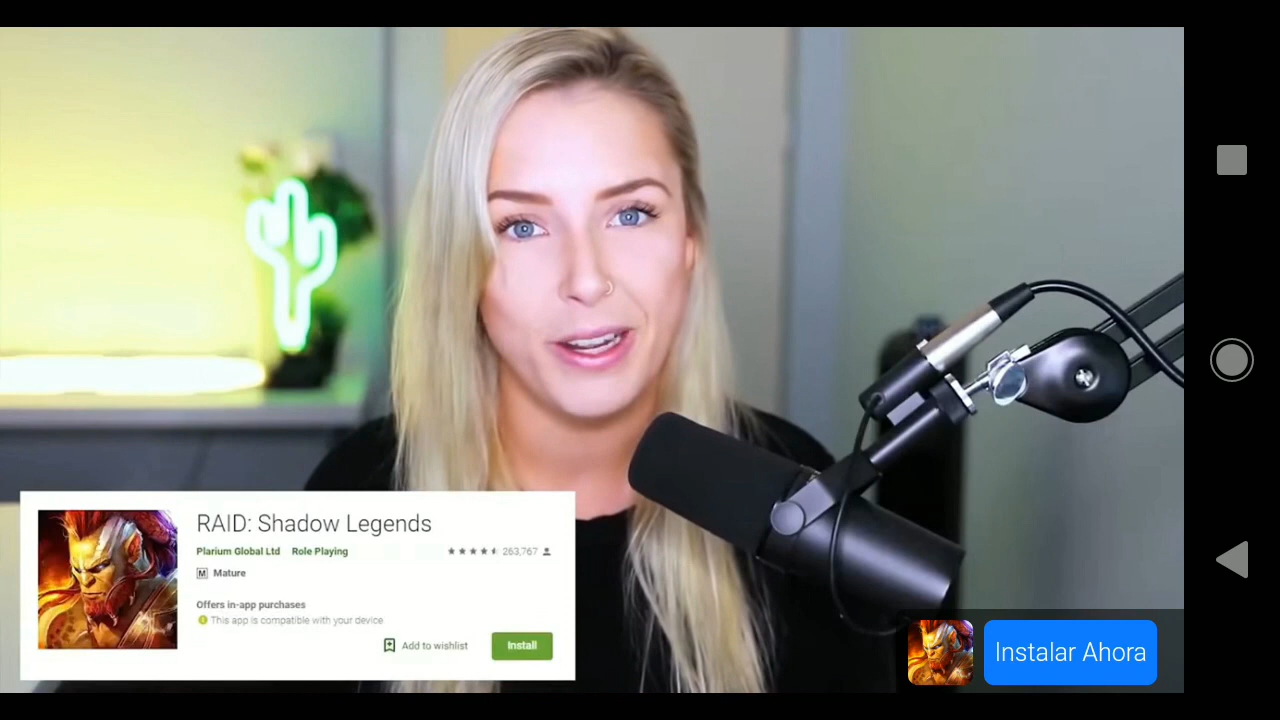 RAID: Shadow Legends
Plarium Global Ltd Role Playing 263,767
M Mature
Offers in-app purchases
This app is compatible with your device
Add to wishlist Install
Instalar Ahora